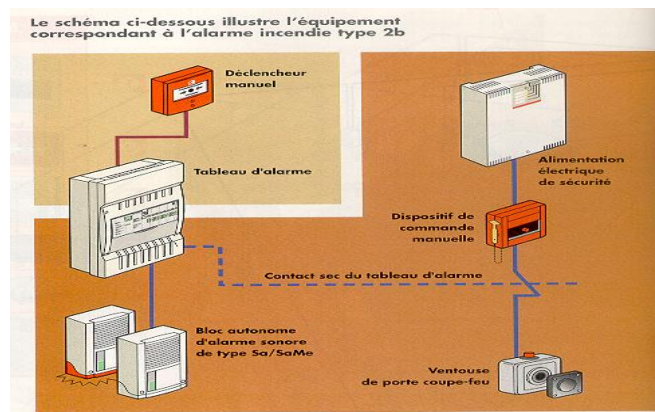 Le schéma ci-dessous illustre l'équipement
correspondant à l'alarme incendie type 2b
Déclencheur
manuel
Tableau d'alarme
Alimentation
électrique
de sécurité
Dispositif de
commande
manuelle
Contact sec du tableau d'alarme
Bloc autonome
d'alarme sonore
de type Sa/SaMe
Ventouse
de porte coupe-feu